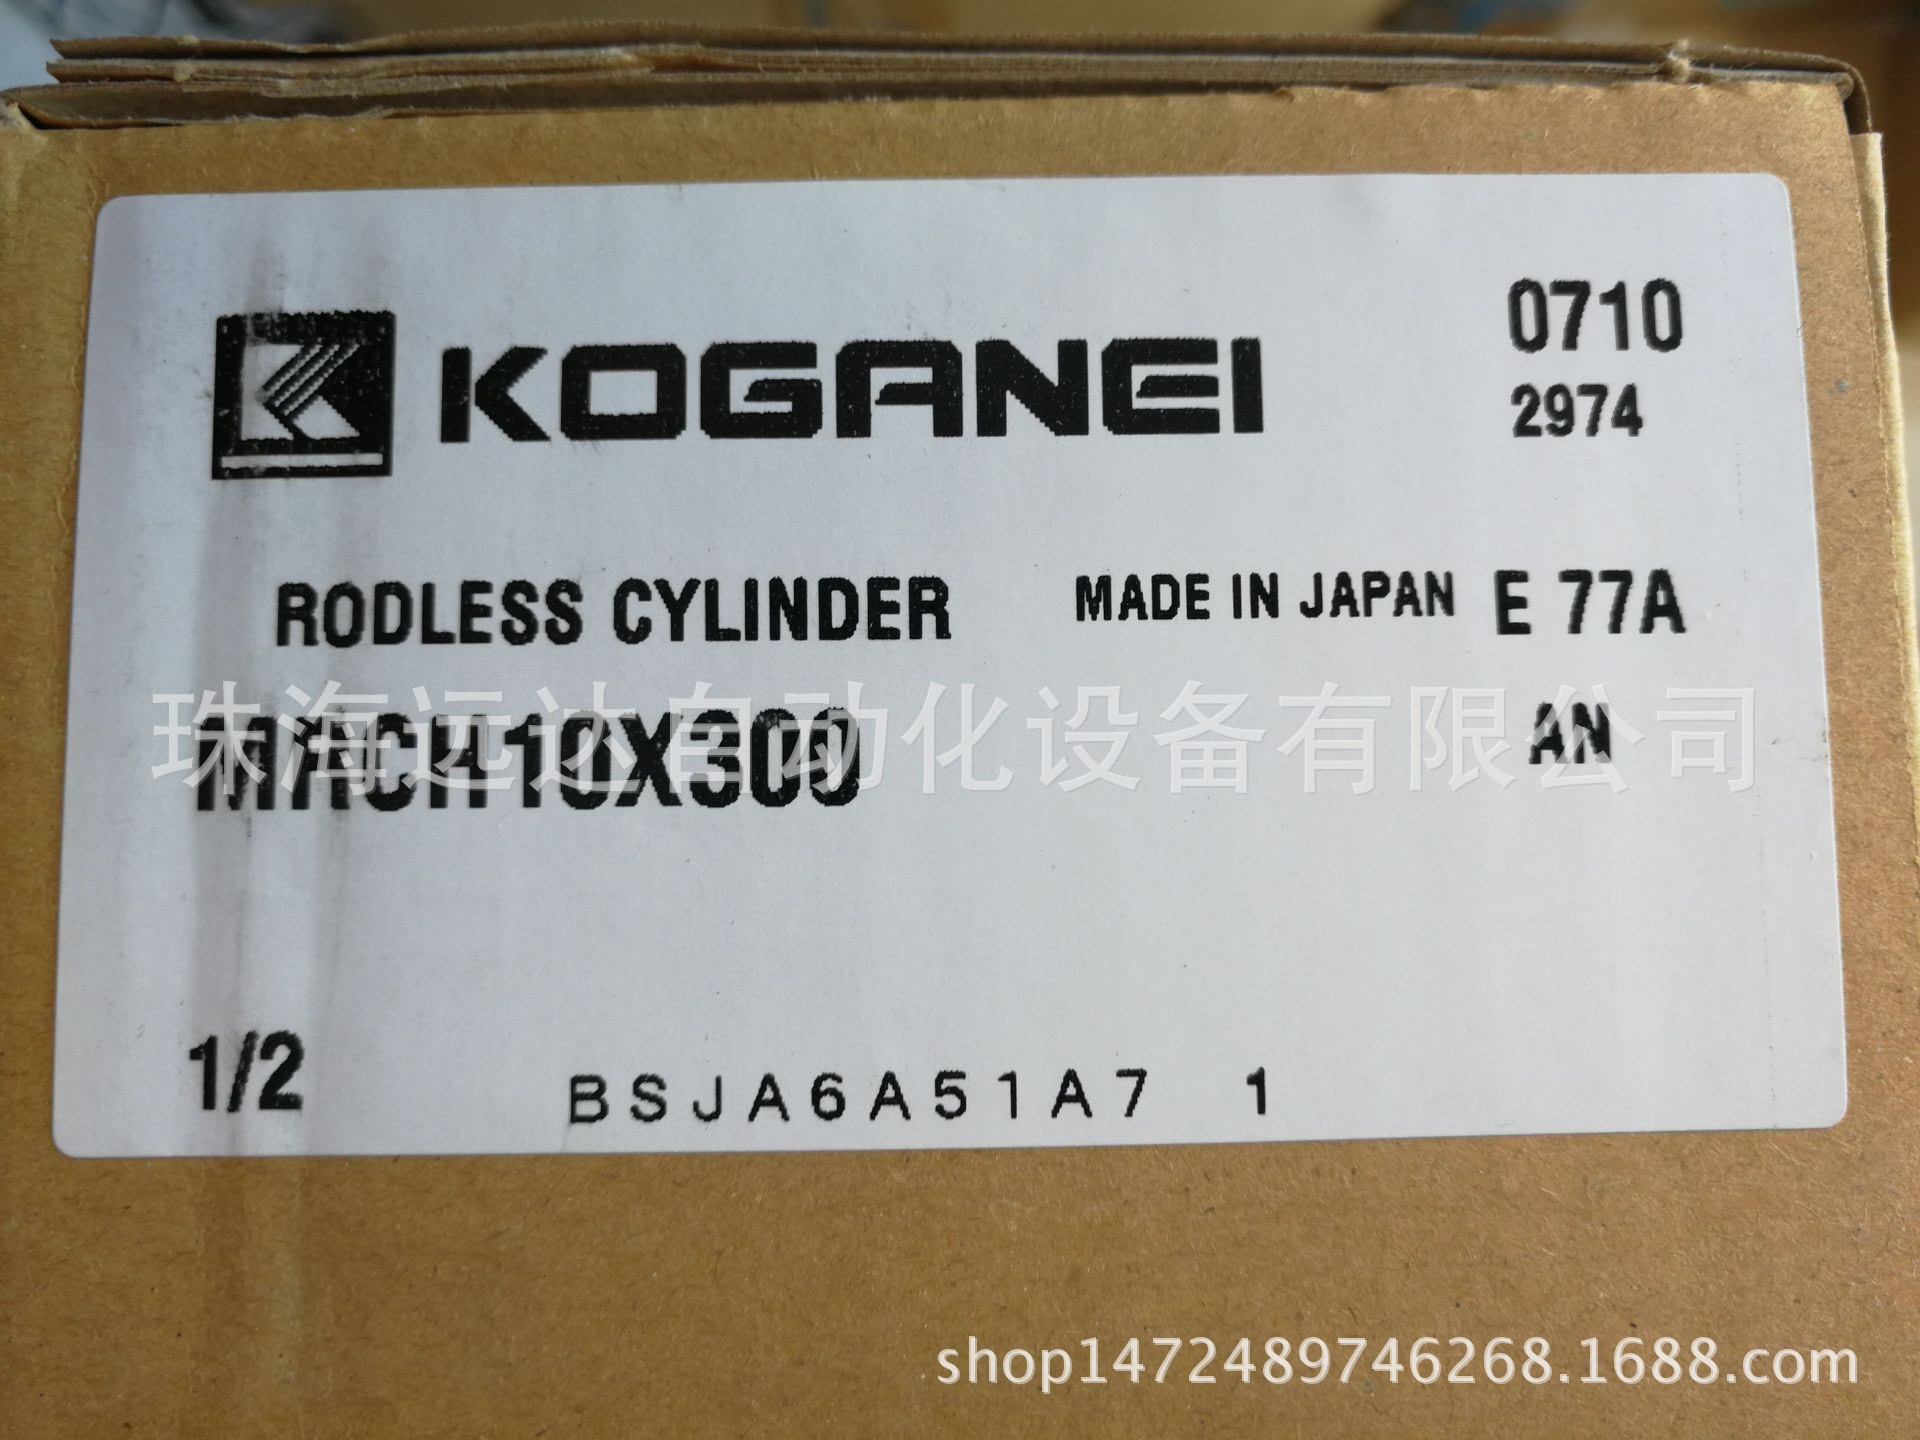 KOGANEI
0710
2974
RODLESS CYLINDER MADE IN JAPAN E 77A
珠海远达自动化设备有限公司
MRCH10X300 AN
1/2 BSJA6A51A7 1
shop1472489746268.1688.com